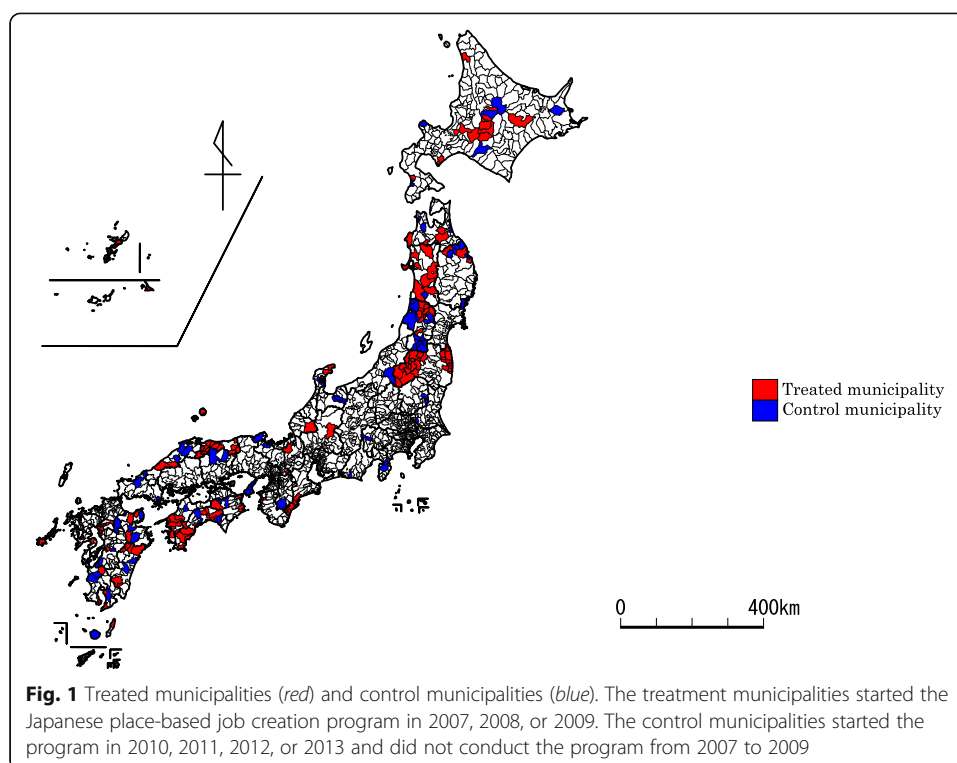 Treated municipality
Control municipality
0 400km
Fig. 1 Treated municipalities (red) and control municipalities (blue). The treatment municipalities started the
Japanese place-based job creation program in 2007, 2008, or 2009. The control municipalities started the
program in 2010, 2011, 2012, or 2013 and did not conduct the program from 2007 to 2009